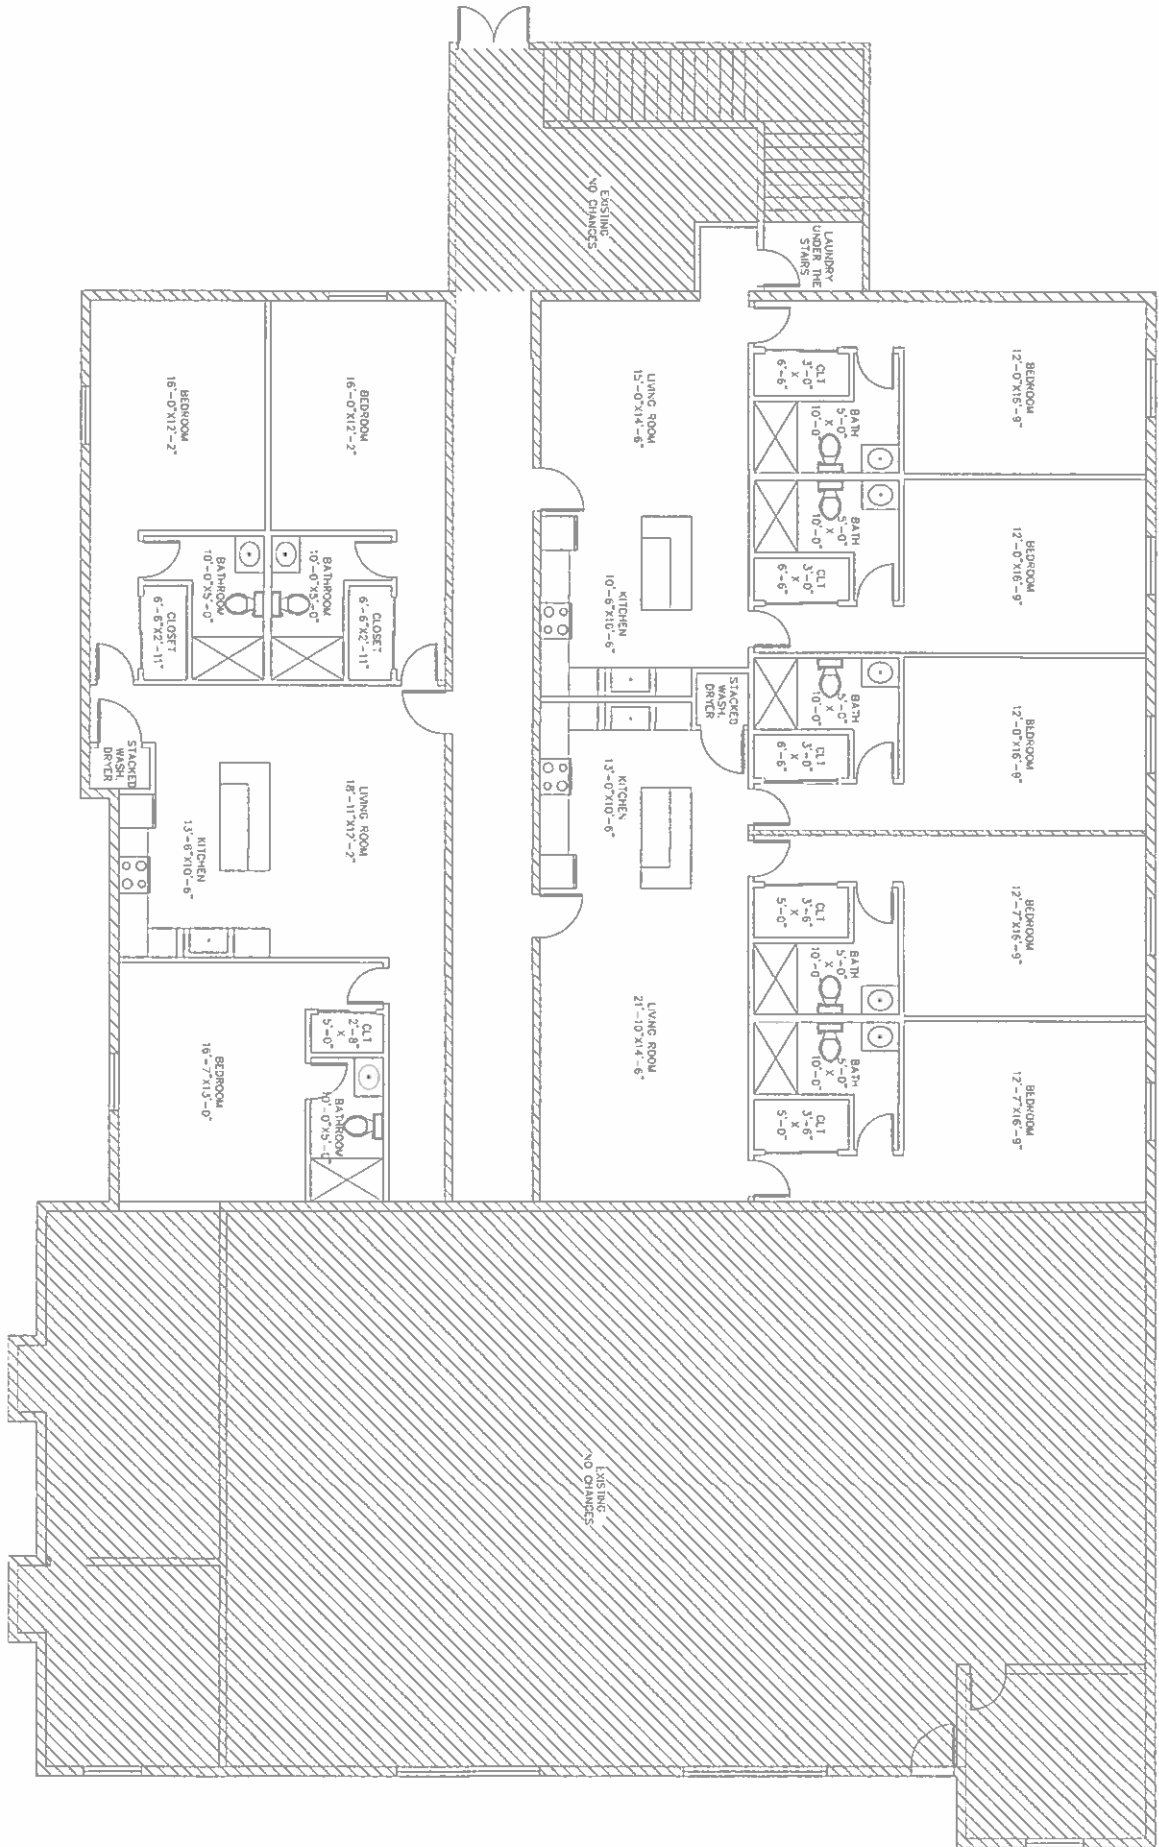 BEDROOM
12'-0"X16'-9"
BEDROOM
12'-0"X16'-9"
BEDROOM
12'-0"X16'-9"
BEDROOM
12'-7"X16'-9"
BEDROOM
12'-7"X16'-9"
LAUNDRY
UNDER THE
STAIRS
CLT
3'-0"
X
6'-6"
BATH
5'-0"
X
10'-0"
BATH
5'-0"
X
10'-0"
CLT
3'-0"
X
6'-6"
BATH
5'-0"
X
10'-0"
CLT
3'-0"
X
6'-6"
CLT
3'-6"
X
5'-0"
BATH
5'-0"
X
10'-0"
BATH
5'-0"
X
10'-0"
CLT
3'-6"
X
5'-0"
STACKED
WASH.
DRYER
LIVING ROOM
15'-0"X14'-6"
KITCHEN
10'-6"X10'-6"
KITCHEN
13'-0"X10'-6"
LIVING ROOM
21'-10"X14'-6"
EXISTING
NO CHANGES
EXISTING
NO CHANGES
BEDROOM
16'-0"X12'-2"
BATHROOM
10'-0"X5'-0"
CLOSET
6'-6"X2'-11"
LIVING ROOM
18'-11"X17'-2"
CLT
2'-8"
X
5'-0"
BATHROOM
10'-0"X5'-0"
BEDROOM
16'-0"X12'-2"
BATHROOM
10'-0"X5'-0"
CLOSET
6'-6"X2'-11"
KITCHEN
13'-8"X10'-6"
BEDROOM
16'-7"X13'-0"
STACKED
WASH.
DRYER